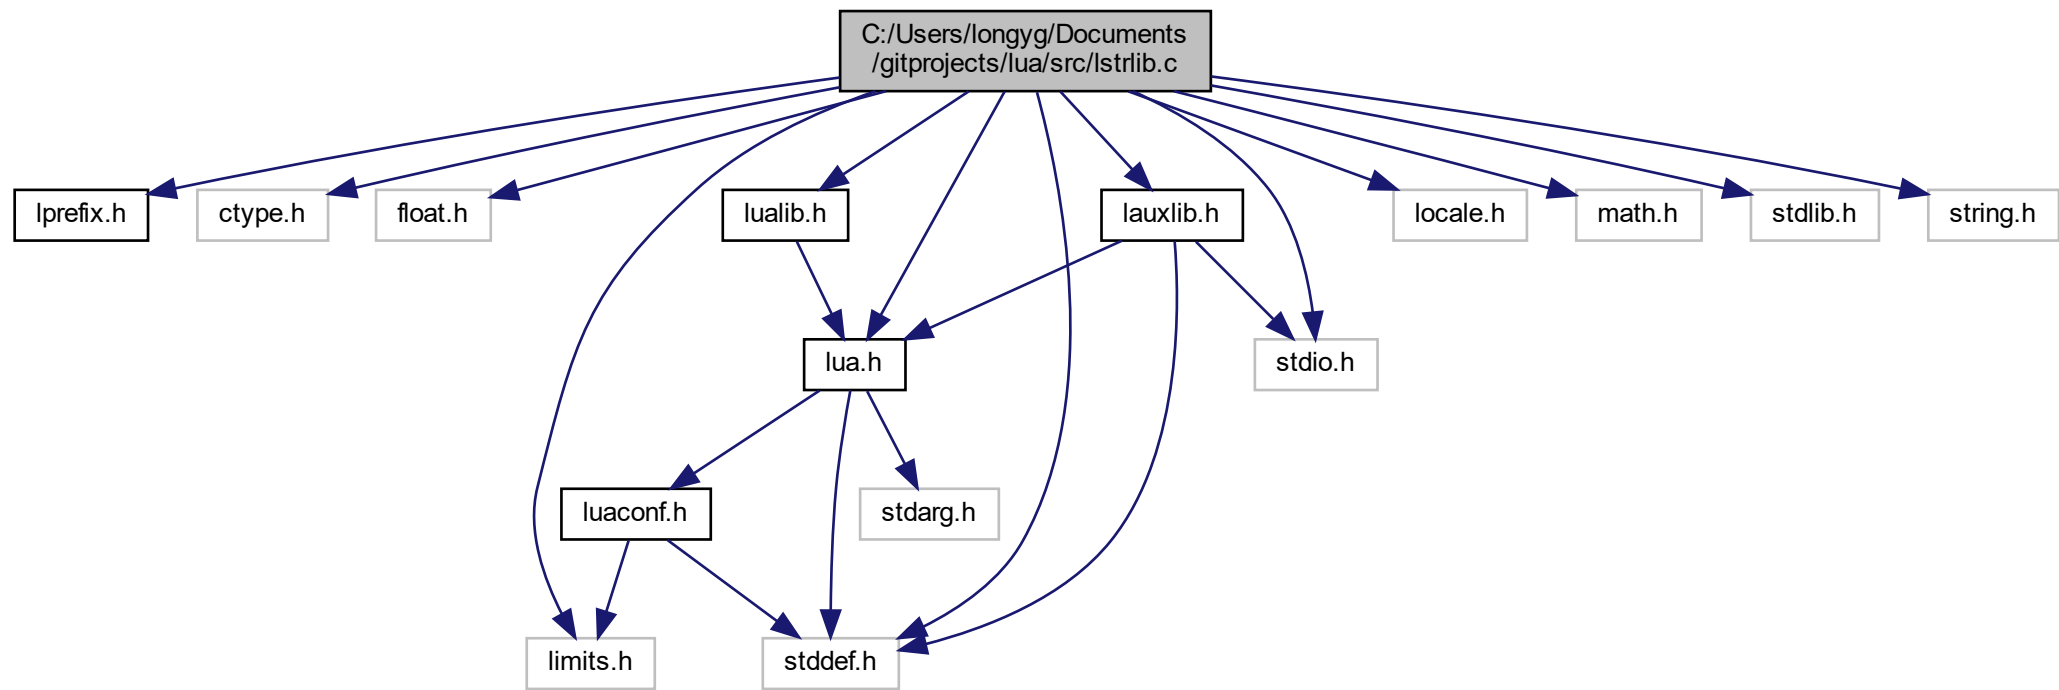 C:/Users/longyg/Documents
/gitprojects/lua/src/lstrlib.c
lprefix.h
ctype.h
float.h
lualib.h
lauxlib.h
locale.h
math.h
stdlib.h
string.h
lua.h
stdio.h
luaconf.h
stdarg.h
limits.h
stddef.h